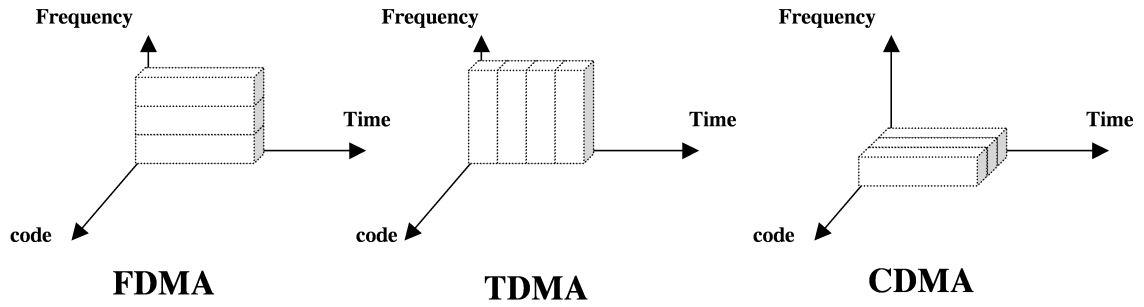 Frequency
Time
code
FDMA
Frequency
Time
code
TDMA
Frequency
Time
code
CDMA